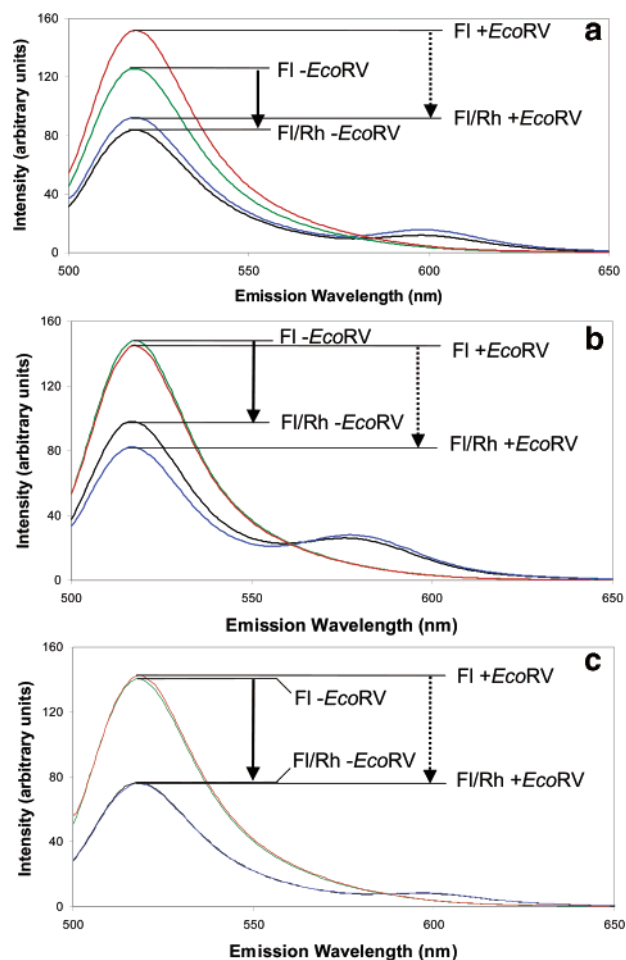 160
120
80
40
0
500
550
600
650
Intensity (arbitrary units)
Emission Wavelength (nm)
a
Fl +EcoRV
Fl -EcoRV
Fl/Rh +EcoRV
Fl/Rh -EcoRV
160
120
80
40
0
500
550
600
650
Intensity (arbitrary units)
Emission Wavelength (nm)
b
Fl -EcoRV
Fl +EcoRV
Fl/Rh -EcoRV
Fl/Rh +EcoRV
160
120
80
40
0
500
550
600
650
Intensity (arbitrary units)
Emission Wavelength (nm)
c
Fl +EcoRV
Fl -EcoRV
Fl/Rh -EcoRV
Fl/Rh +EcoRV